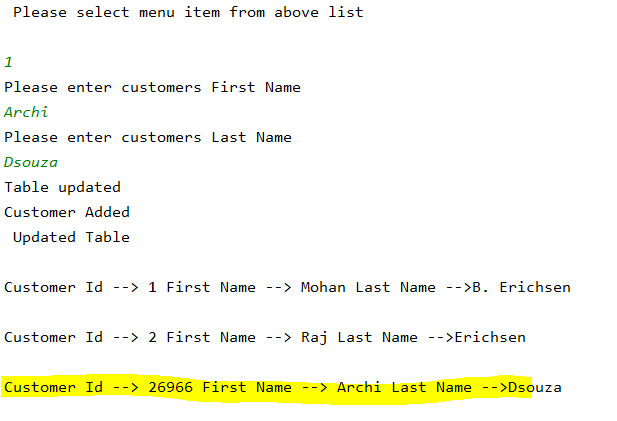 Please select menu item from above list
1
Please enter customers First Name
Archi
Please enter customers Last Name
Dsouza
Table updated
Customer Added
Updated Table
Customer Id --> 1 First Name --> Mohan Last Name -->B. Erichsen
Customer Id --> 2 First Name --> Raj Last Name -->Erichsen
Customer Id --> 26966 First Name --> Archi Last Name -->Dsouza